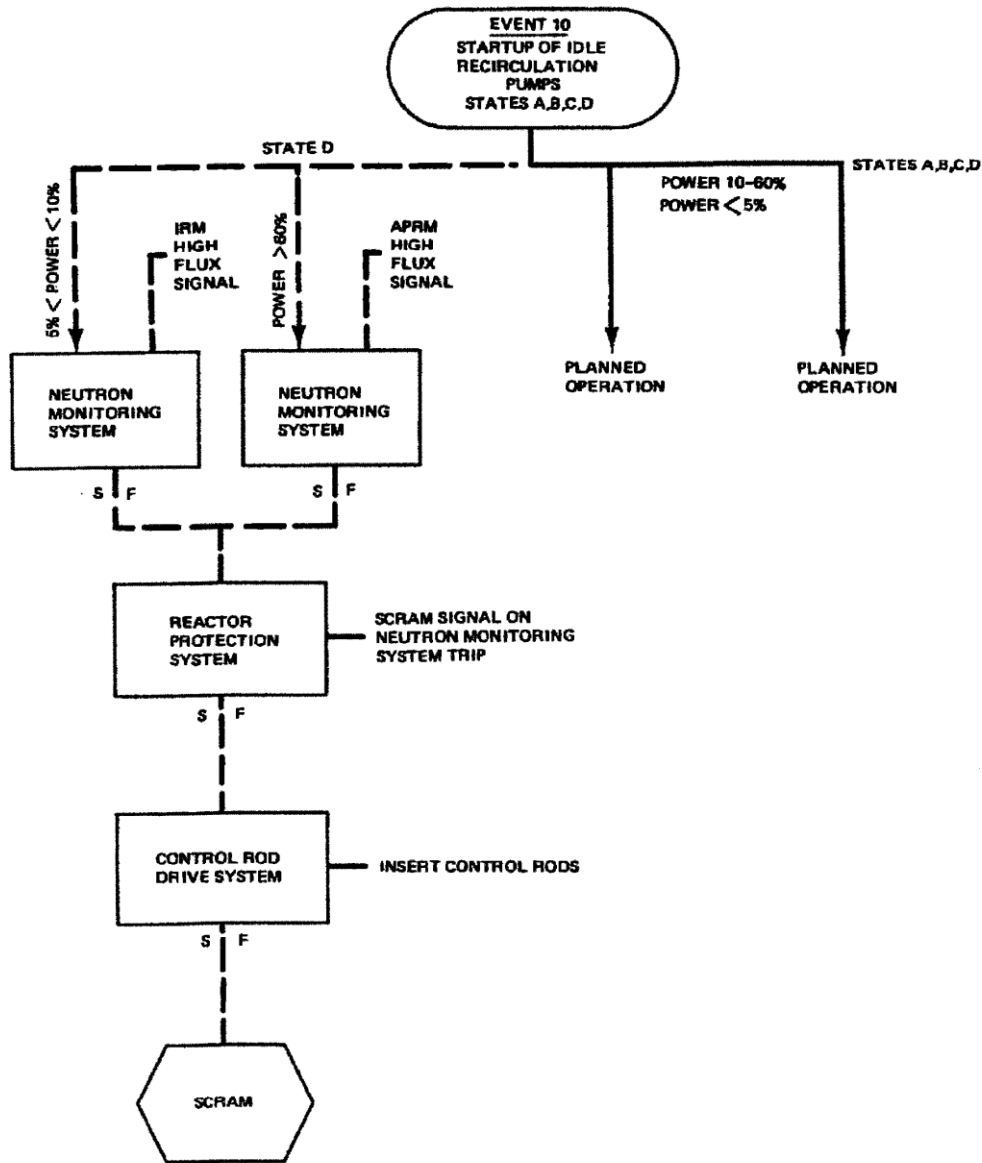 EVENT 10
STARTUP OF IDLE
RECIRCULATION
PUMPS
STATES A,B,C,D
STATE D
STATES A,B,C,D
POWER 10-60%
POWER < 5%
5% < POWER < 10%
IRM
HIGH
FLUX
SIGNAL
POWER >60%
APRM
HIGH
FLUX
SIGNAL
NEUTRON
MONITORING
SYSTEM
NEUTRON
MONITORING
SYSTEM
PLANNED
OPERATION
PLANNED
OPERATION
S F
S F
REACTOR
PROTECTION
SYSTEM
SCRAM SIGNAL ON
NEUTRON MONITORING
SYSTEM TRIP
S F
CONTROL ROD
DRIVE SYSTEM
INSERT CONTROL RODS
S F
SCRAM